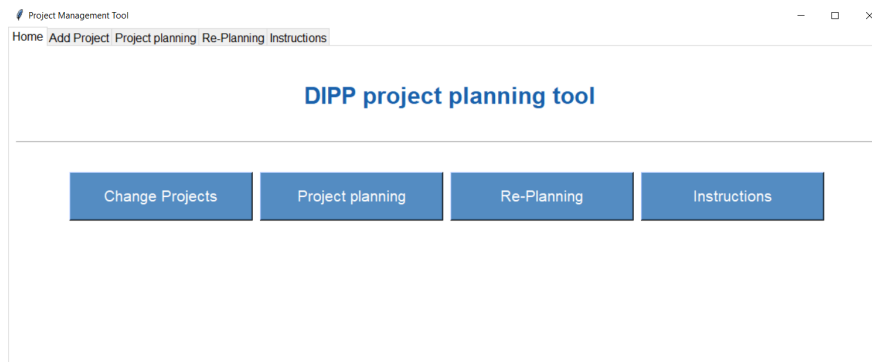 Project Management Tool
Home Add Project Project planning Re-Planning Instructions
DIPP project planning tool
Change Projects Project planning Re-Planning Instructions